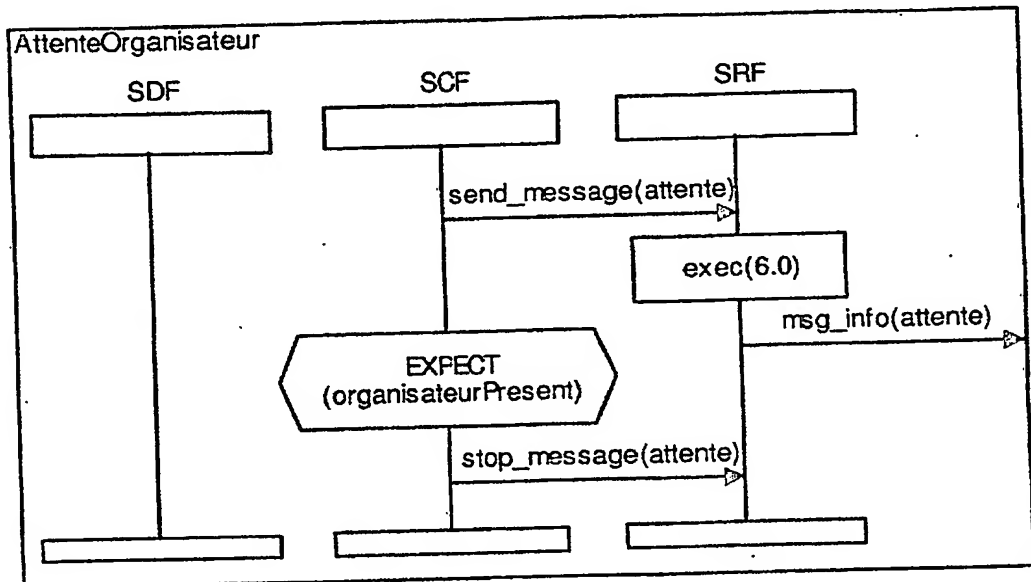 AttenteOrganisateur
SDF
SCF
SRF
send_message(attente)
exec(6.0)
msg_info(attente)
EXPECT
(organisateurPresent)
stop_message(attente)